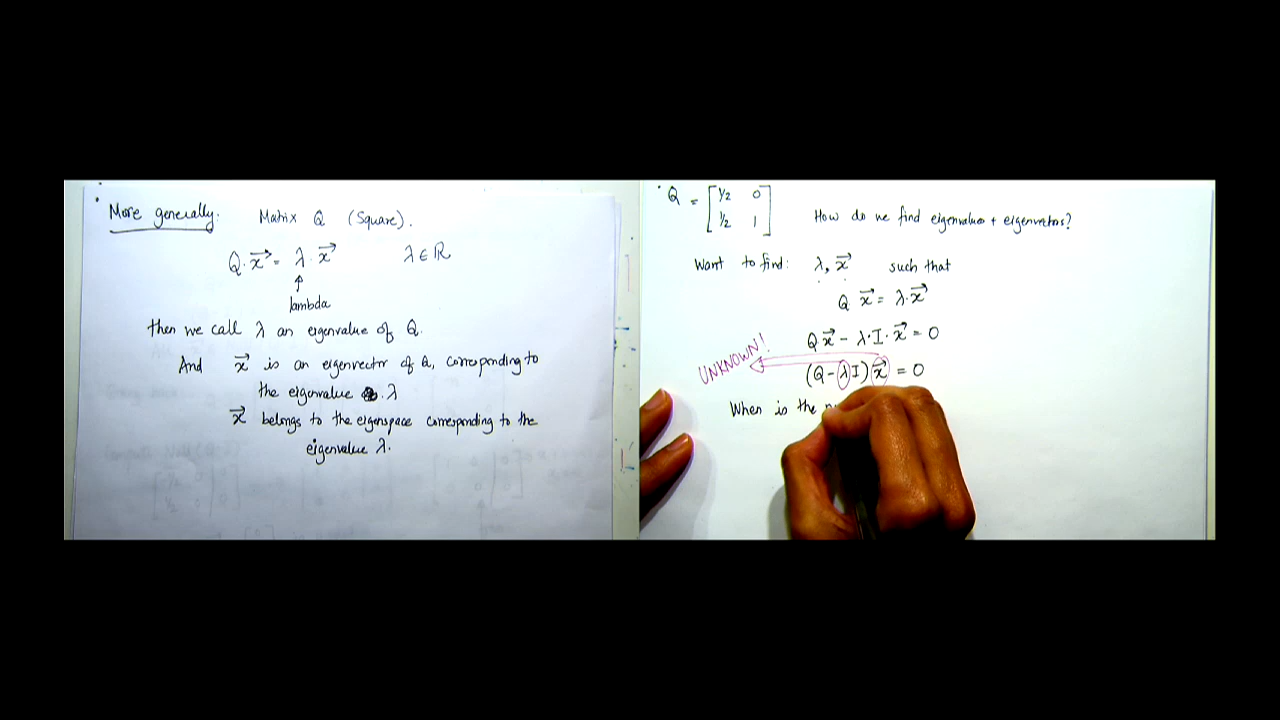 More generally: Matrix Q (Square).
Q·x⃗ = λ·x⃗ λ∈ℝ
↑
lambda
then we call λ an eigenvalue of Q.
And x⃗ is an eigenvector of Q, corresponding to
the eigenvalue λ
x⃗ belongs to the eigenspace corresponding to the
eigenvalue λ.
Q = [1/2 0
1/2 1]
How do we find eigenvalues + eigenvectors?
Want to find: λ, x⃗ such that
Q x⃗ = λ·x⃗
Qx⃗ - λ·I·x⃗ = 0
UNKNOWN!
(Q-λI)x⃗ = 0
When is the